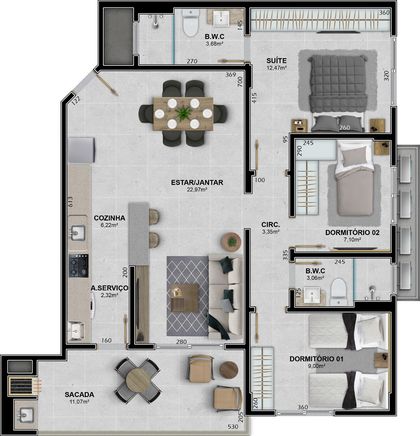 360
B.W.C
3,68m²
SUÍTE
12,47m²
270
369
320
122
700
415
260
95
245
290
ESTAR/JANTAR
22,97m²
100
613
COZINHA
6,22m²
CIRC.
3,35m²
DORMITÓRIO 02
7,10m²
335
245
B.W.C
3,06m²
200
A.SERVIÇO
2,32m²
125
160
280
DORMITÓRIO 01
9,00m²
SACADA
11,07m²
205
260
360
530